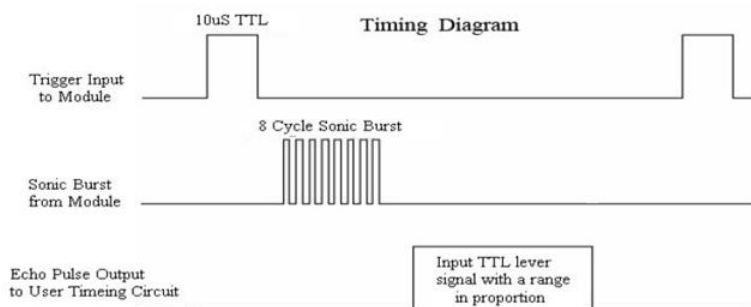 10uS TTL
Timing Diagram
Trigger Input
to Module
8 Cycle Sonic Burst
Sonic Burst
from Module
Echo Pulse Output
to User Timeing Circuit
Input TTL lever
signal with a range
in proportion